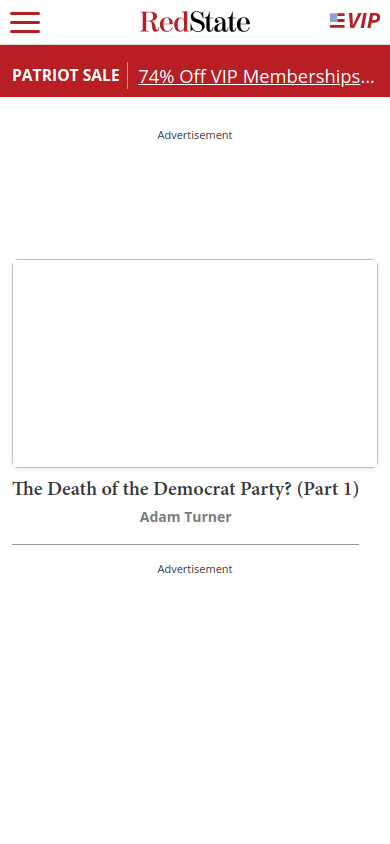 RedState
VIP
PATRIOT SALE
74% Off VIP Memberships...
Advertisement
The Death of the Democrat Party? (Part 1)
Adam Turner
Advertisement